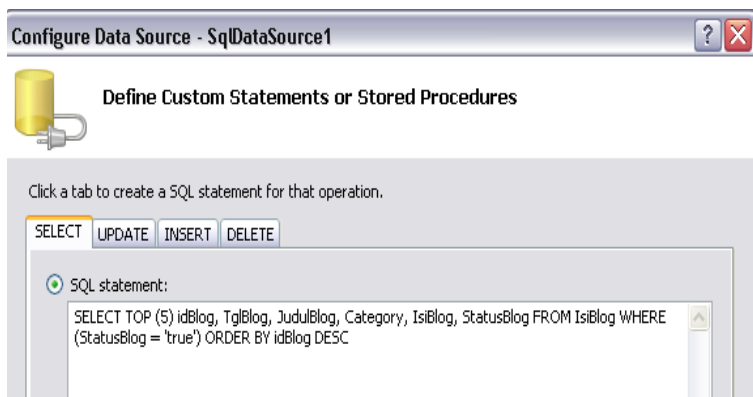 Configure Data Source - SqlDataSource1
?
Define Custom Statements or Stored Procedures
Click a tab to create a SQL statement for that operation.
SELECT UPDATE INSERT DELETE
SQL statement:
SELECT TOP (5) idBlog, TglBlog, JudulBlog, Category, IsiBlog, StatusBlog FROM IsiBlog WHERE
(StatusBlog = 'true') ORDER BY idBlog DESC